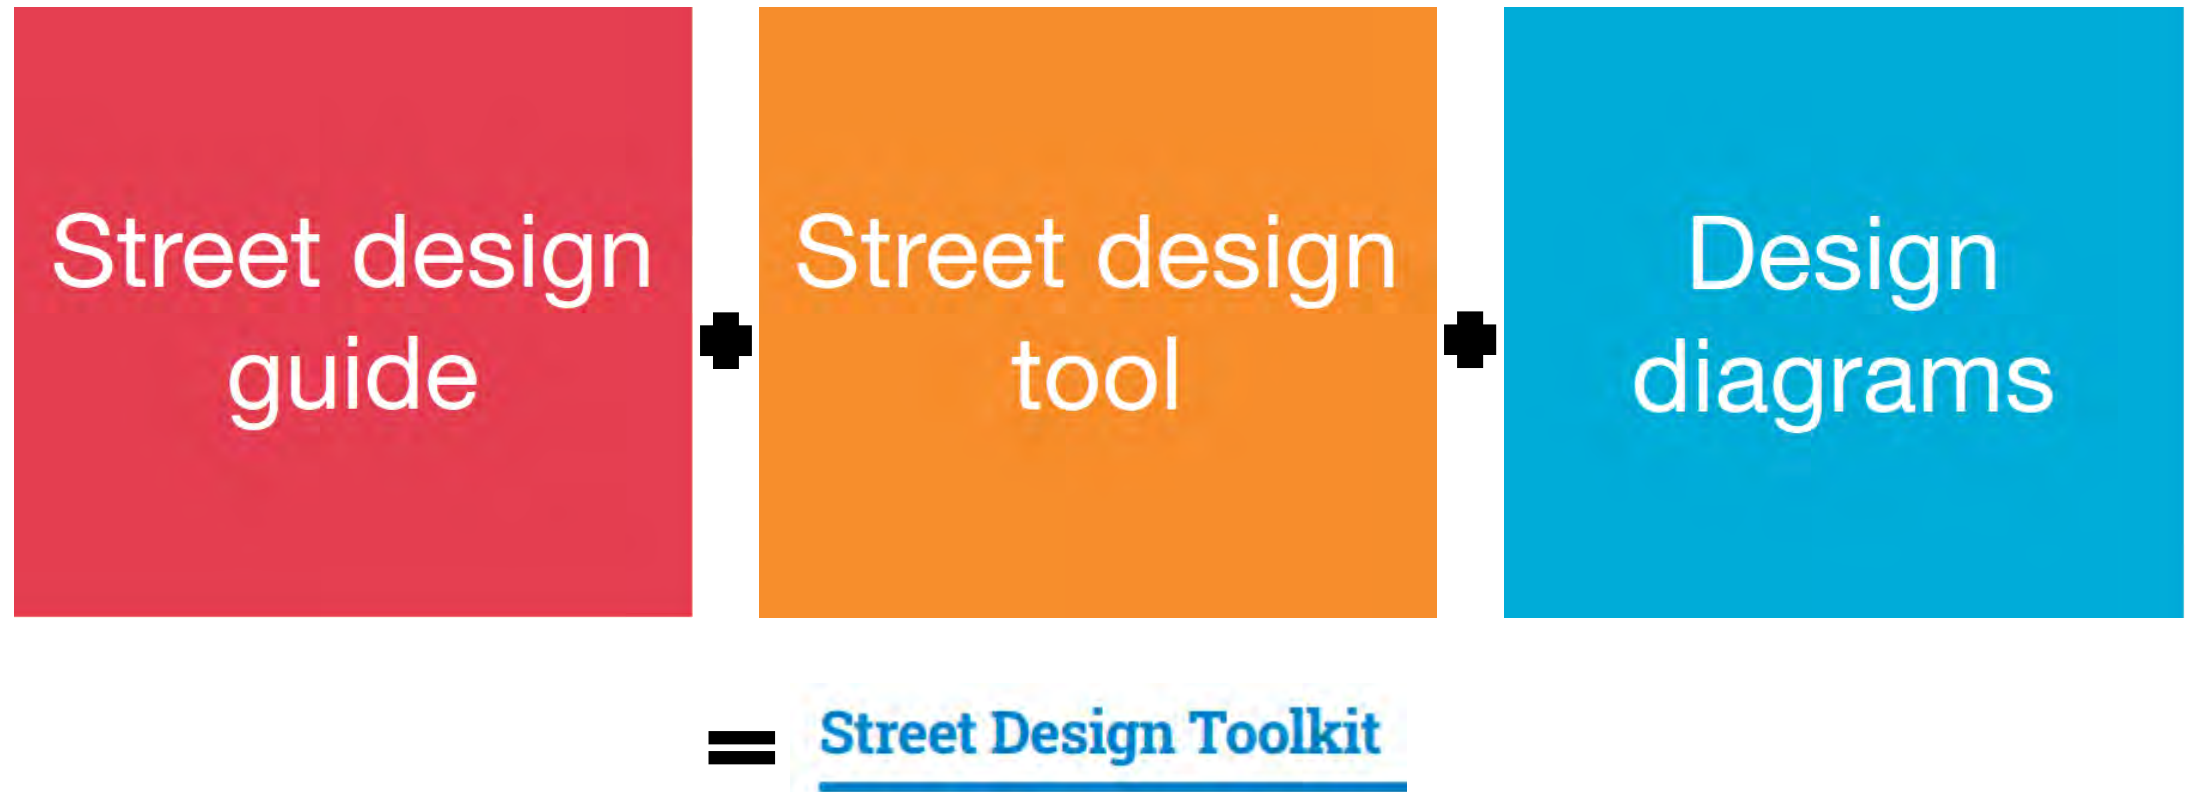 Street design
guide
+
Street design
tool
+
Design
diagrams
= Street Design Toolkit